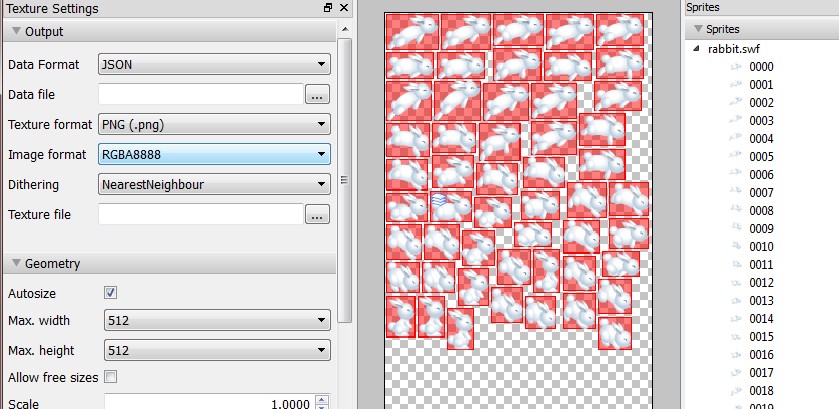 Texture Settings
Output
Data Format JSON
Data file ...
Texture format PNG (.png)
Image format RGBA8888
Dithering NearestNeighbour
Texture file ...
Geometry
Autosize
Max. width 512
Max. height 512
Allow free sizes
Scale 1.0000
Sprites
Sprites
rabbit.swf
0000
0001
0002
0003
0004
0005
0006
0007
0008
0009
0010
0011
0012
0013
0014
0015
0016
0017
0018
0019